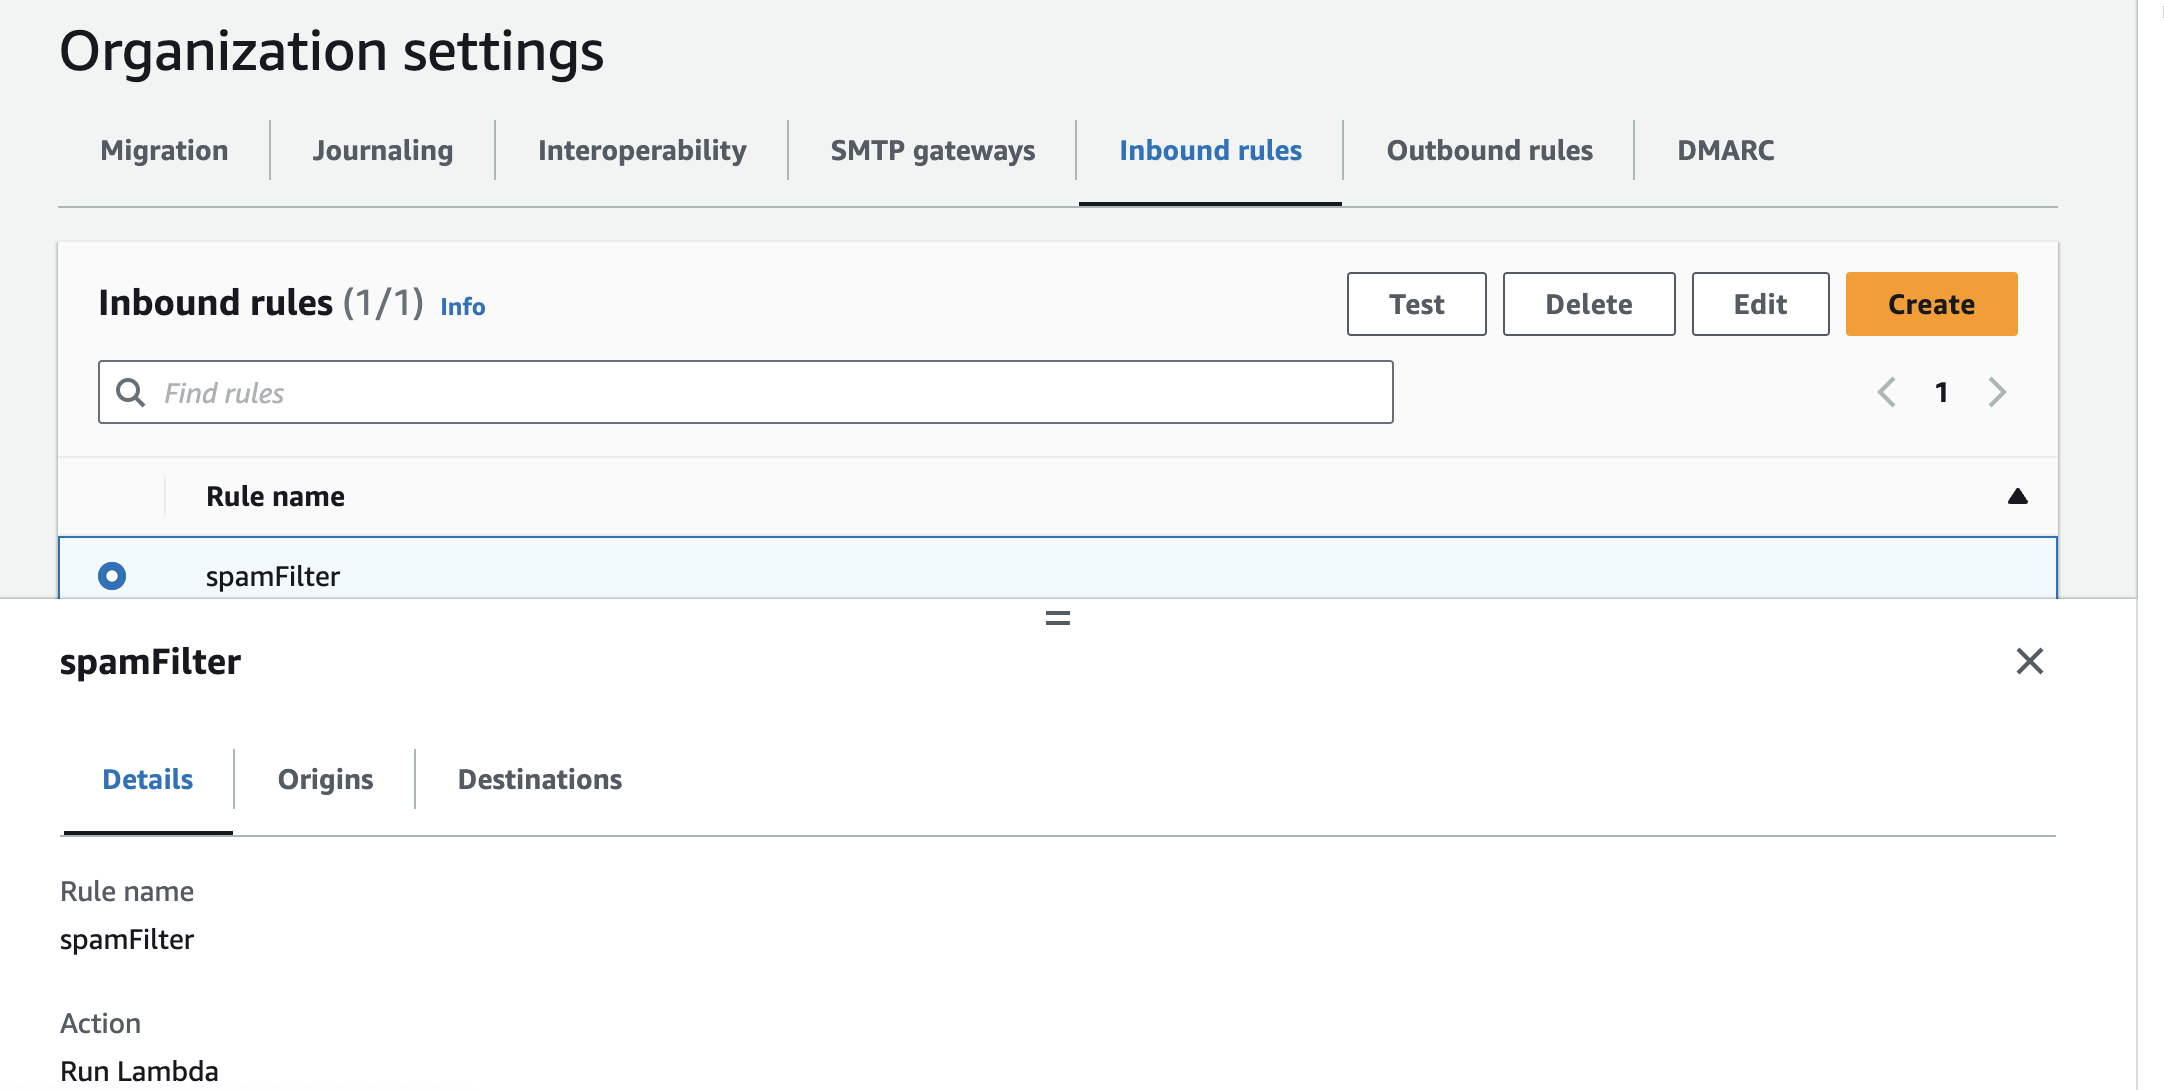 Organization settings
Migration Journaling Interoperability SMTP gateways Inbound rules Outbound rules DMARC
Inbound rules (1/1) Info Test Delete Edit Create
Find rules 1
Rule name
spamFilter
spamFilter
Details Origins Destinations
Rule name
spamFilter
Action
Run Lambda